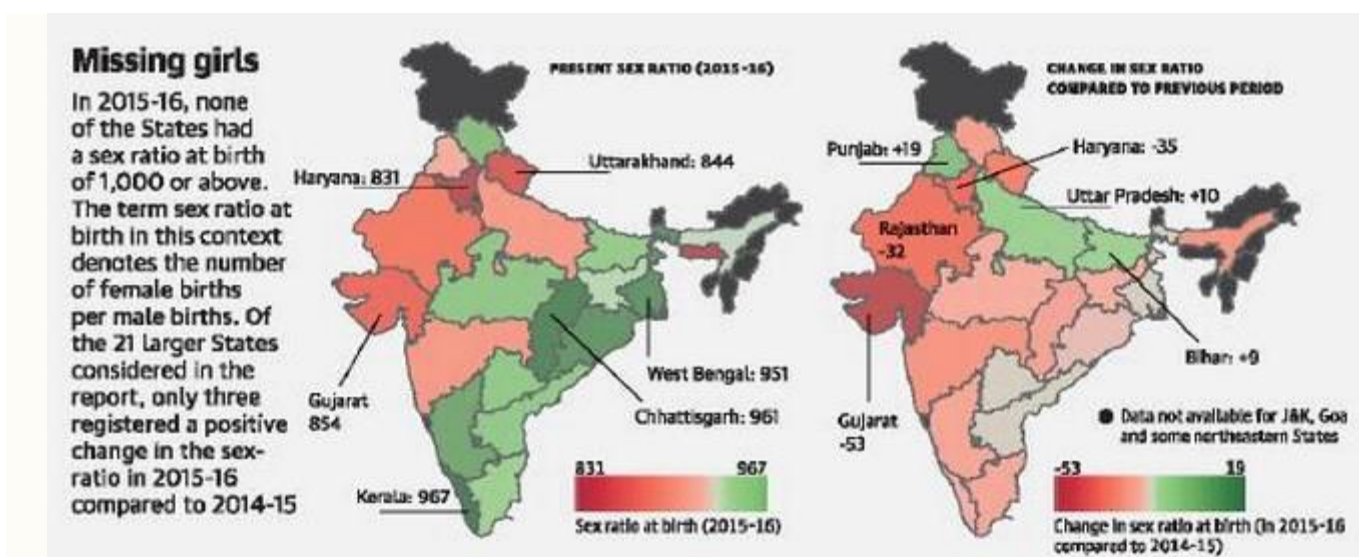 Missing girls
In 2015-16, none
of the States had
a sex ratio at birth
of 1,000 or above.
The term sex ratio at
birth in this context
denotes the number
of female births
per male births. Of
the 21 larger States
considered in the
report, only three
registered a positive
change in the sex-
ratio in 2015-16
compared to 2014-15
PRESENT SEX RATIO (2015-16)
Haryana: 831
Uttarakhand: 844
Gujarat
854
West Bengal: 951
Chhattisgarh: 961
Kerala: 967
831 967
Sex ratio at birth (2015-16)
CHANGE IN SEX RATIO
COMPARED TO PREVIOUS PERIOD
Punjab: +19
Haryana: -35
Uttar Pradesh: +10
Rajasthan
-32
Bihar: +9
Gujarat
-53
Data not available for J&K, Goa
and some northeastern States
-53 19
Change in sex ratio at birth (in 2015-16
compared to 2014-15)